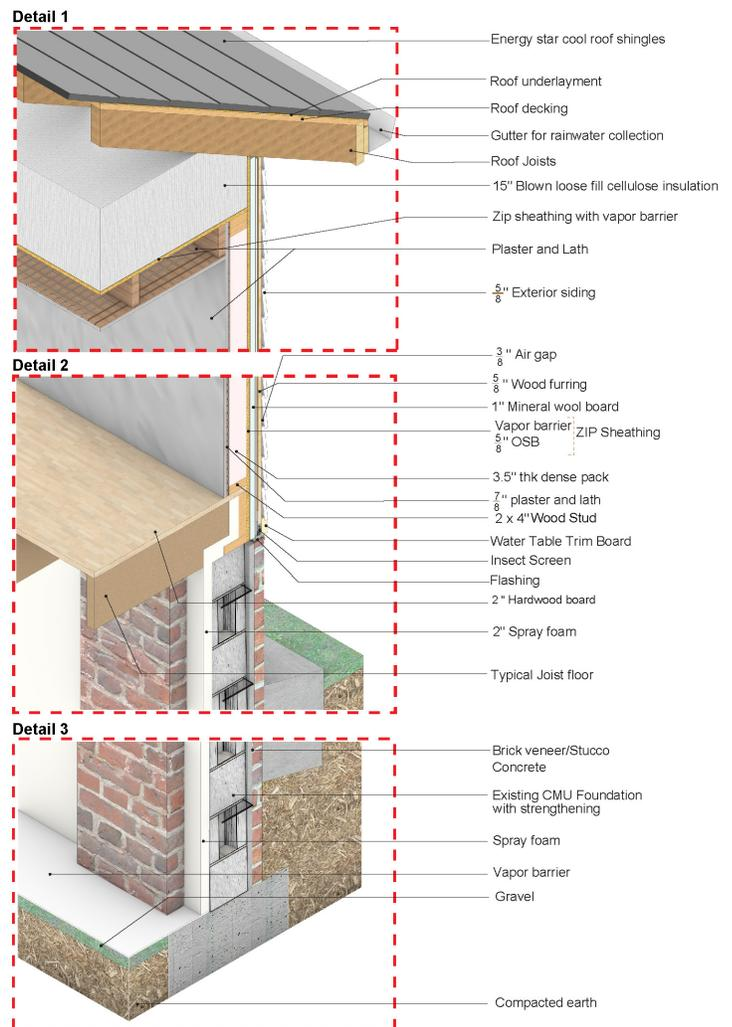 Detail 1
Energy star cool roof shingles
Roof underlayment
Roof decking
Gutter for rainwater collection
Roof Joists
15" Blown loose fill cellulose insulation
Zip sheathing with vapor barrier
Plaster and Lath
5/8" Exterior siding
Detail 2
3/8" Air gap
5/8" Wood furring
1" Mineral wool board
Vapor barrier
5/8" OSB
ZIP Sheathing
3.5" thk dense pack
7/8" plaster and lath
2 x 4" Wood Stud
Water Table Trim Board
Insect Screen
Flashing
2" Hardwood board
2" Spray foam
Typical Joist floor
Detail 3
Brick veneer/Stucco
Concrete
Existing CMU Foundation
with strengthening
Spray foam
Vapor barrier
Gravel
Compacted earth